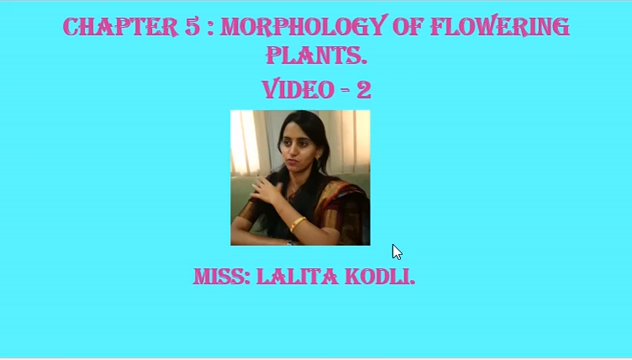 CHAPTER 5 : MORPHOLOGY OF FLOWERING
PLANTS.
VIDEO - 2
MISS: LALITA KODLI.